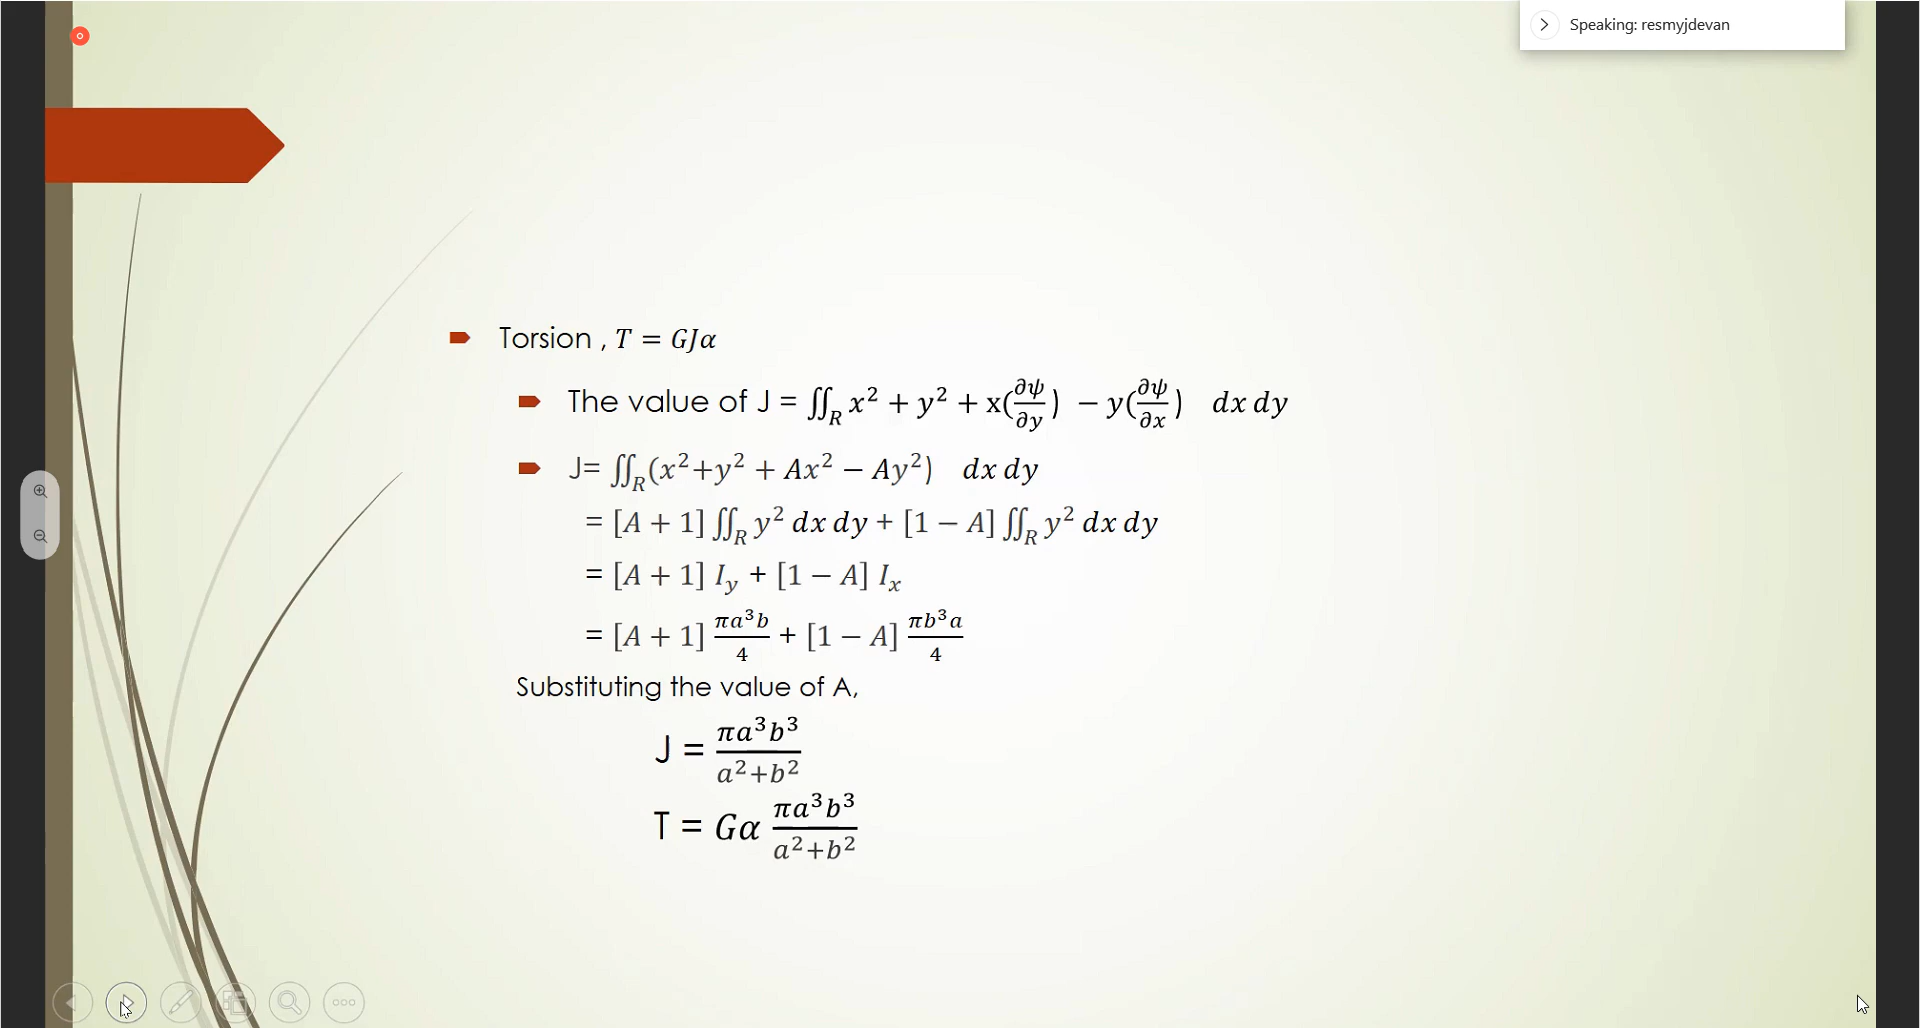 Speaking: resmyjdevan
Torsion , T = GJα
The value of J = ∬_R x² + y² + x(∂ψ/∂y) − y(∂ψ/∂x) dx dy
J= ∬_R(x²+y² + Ax² − Ay²) dx dy
= [A + 1] ∬_R y² dx dy + [1 − A] ∬_R y² dx dy
= [A + 1] I_y + [1 − A] I_x
= [A + 1] πa³b/4 + [1 − A] πb³a/4
Substituting the value of A,
J = πa³b³/a²+b²
T = Gα πa³b³/a²+b²